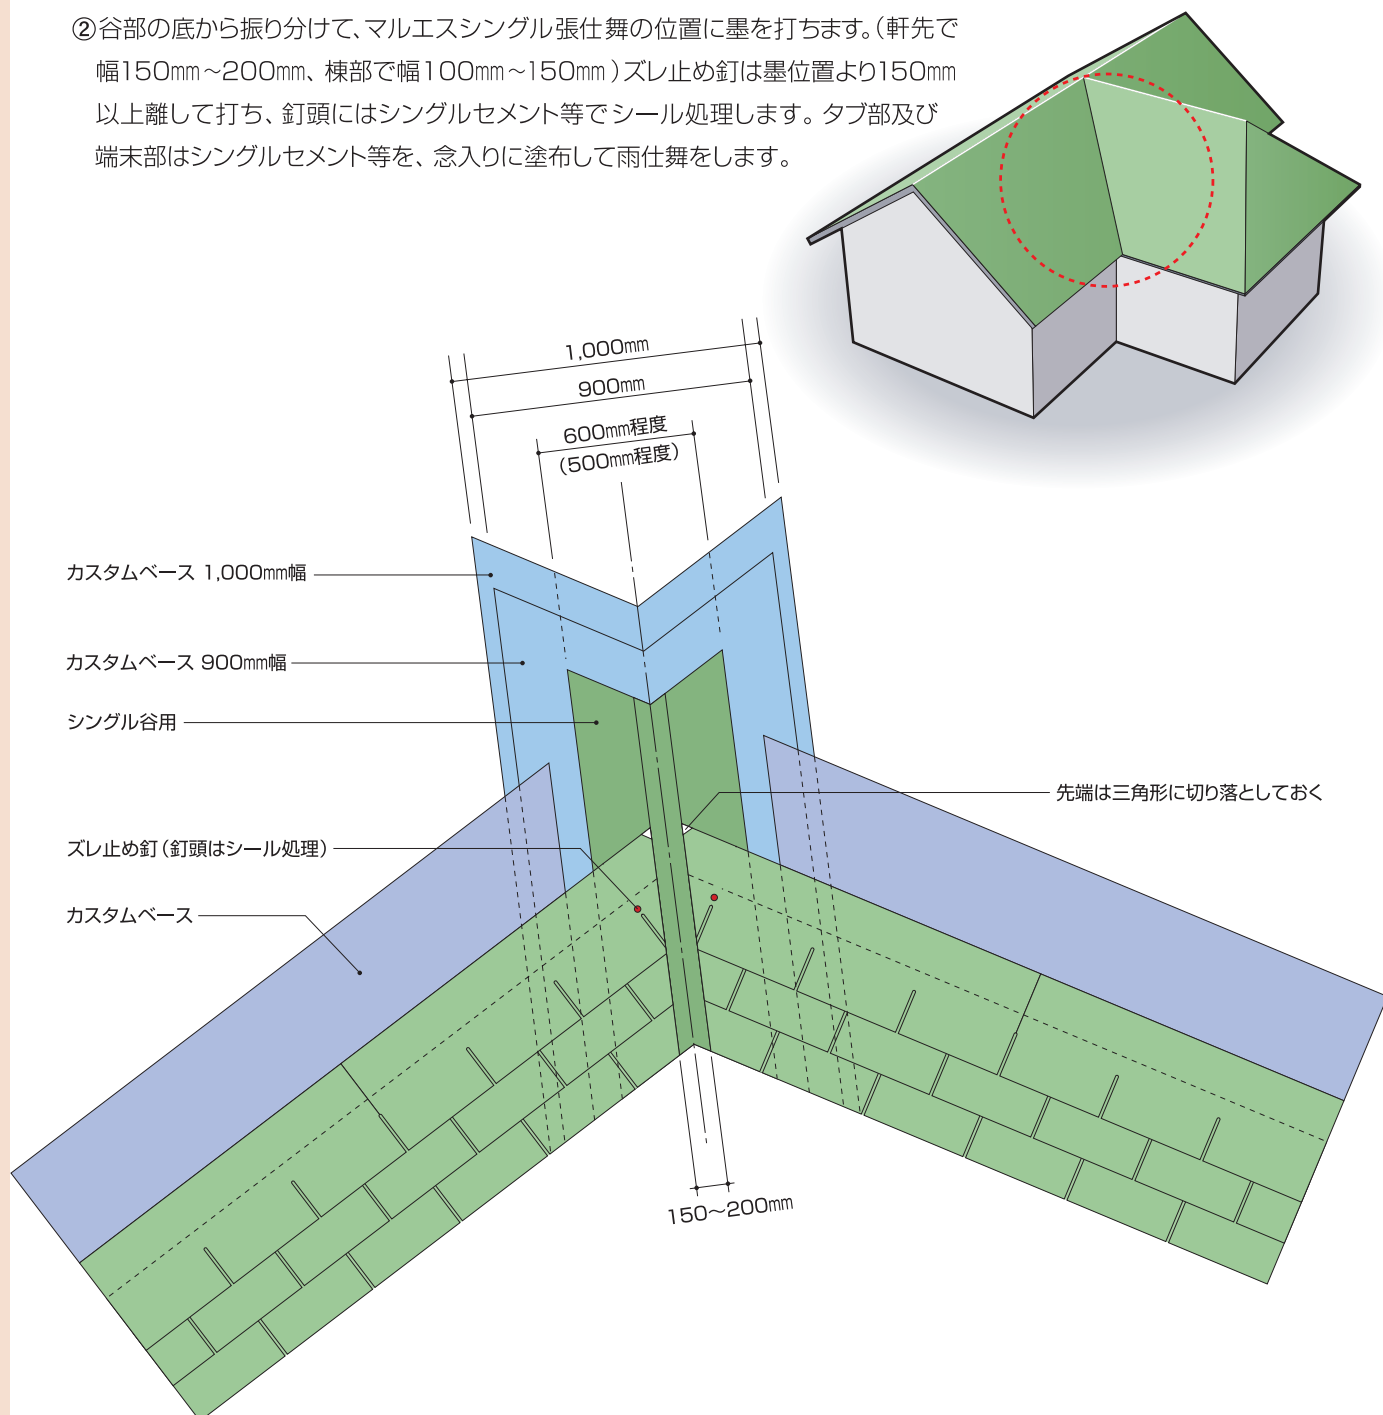 ②谷部の底から振り分けて、マルエスシングル張仕舞の位置に墨を打ちます。(軒先で
幅150mm～200mm、棟部で幅100mm～150mm)ズレ止め釘は墨位置より150mm
以上離して打ち、釘頭にはシングルセメント等でシール処理します。タブ部及び
端末部はシングルセメント等を、念入りに塗布して雨仕舞をします。
1,000mm
900mm
600mm程度
(500mm程度)
カスタムベース 1,000mm幅
カスタムベース 900mm幅
シングル谷用
先端は三角形に切り落としておく
ズレ止め釘(釘頭はシール処理)
カスタムベース
150～200mm